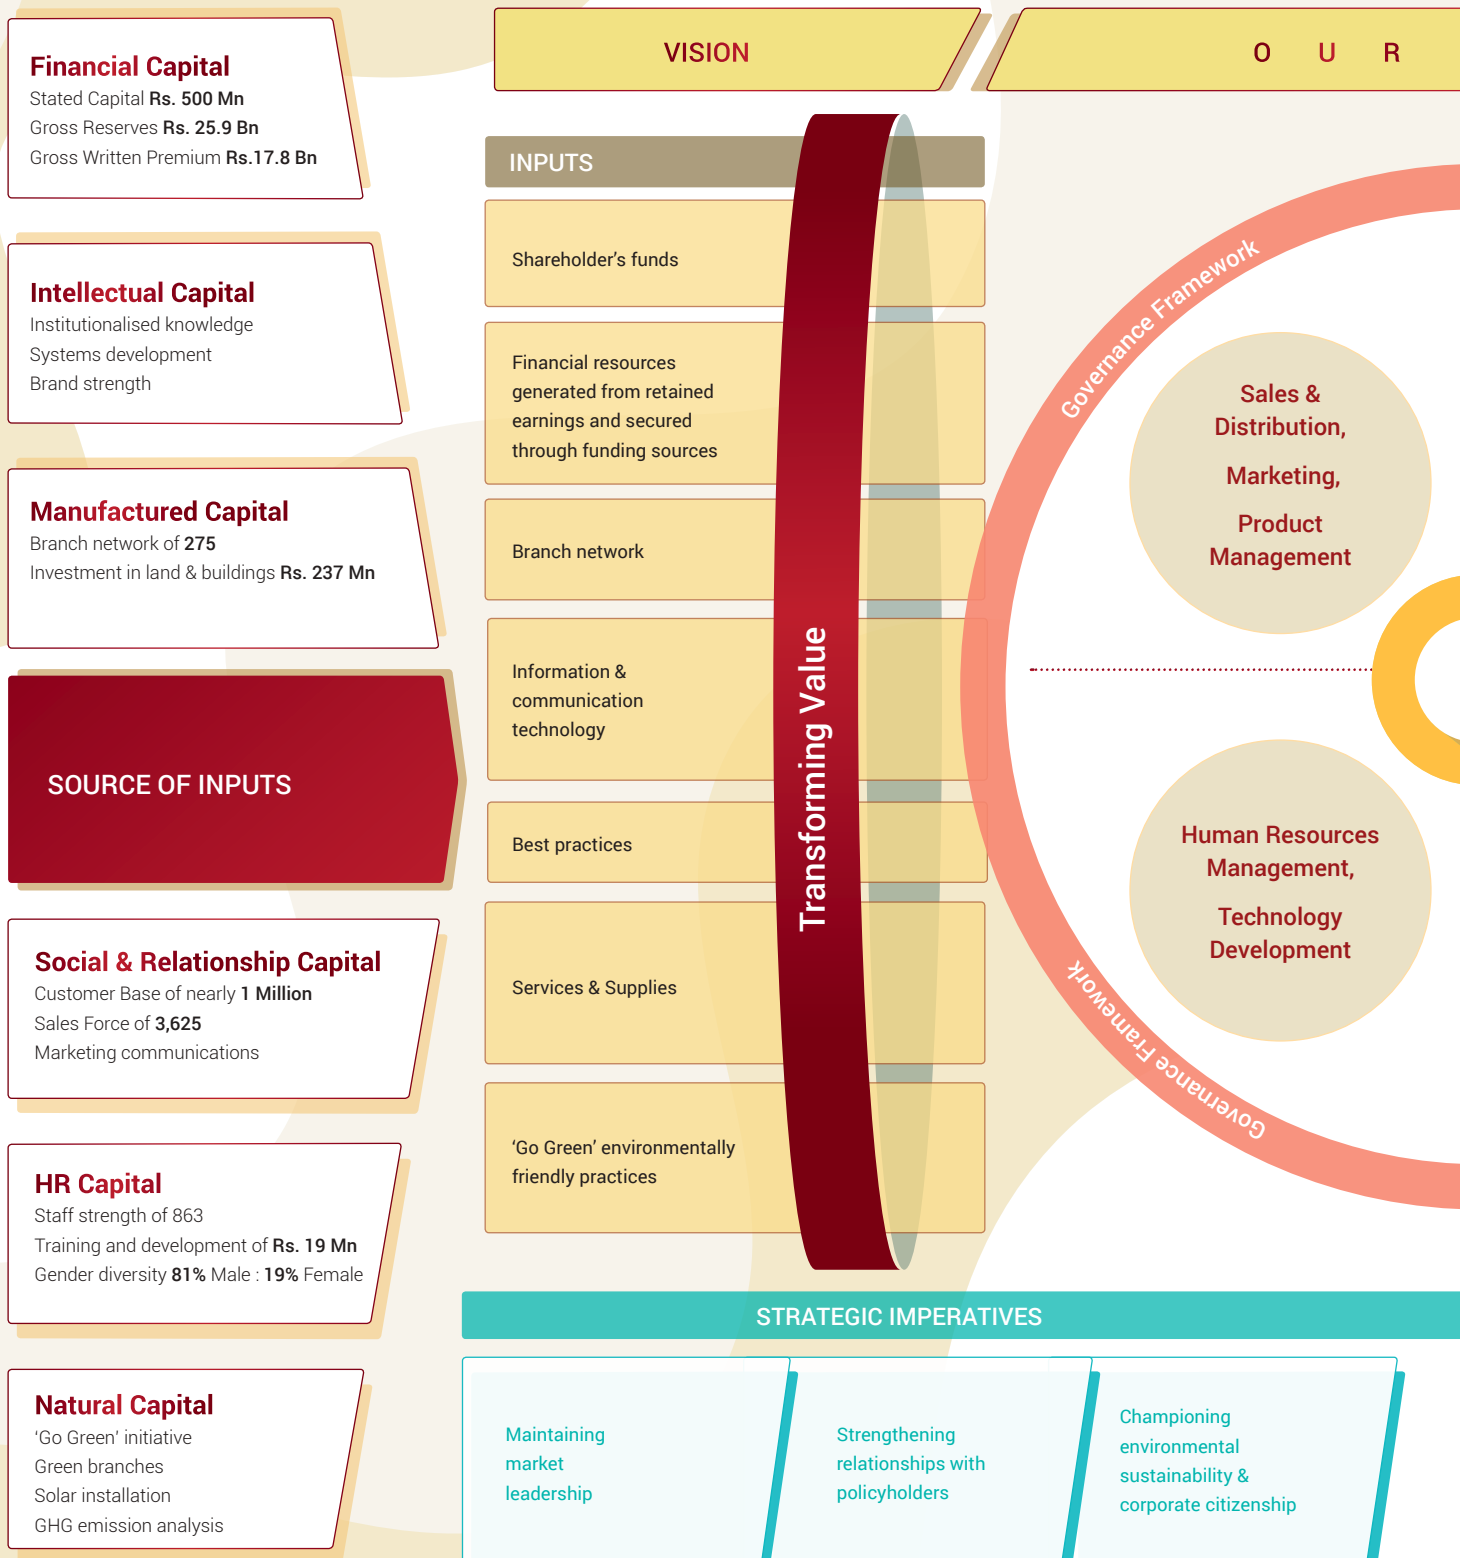 Financial Capital
Stated Capital Rs. 500 Mn
Gross Reserves Rs. 25.9 Bn
Gross Written Premium Rs.17.8 Bn
Intellectual Capital
Institutionalised knowledge
Systems development
Brand strength
Manufactured Capital
Branch network of 275
Investment in land & buildings Rs. 237 Mn
SOURCE OF INPUTS
Social & Relationship Capital
Customer Base of nearly 1 Million
Sales Force of 3,625
Marketing communications
HR Capital
Staff strength of 863
Training and development of Rs. 19 Mn
Gender diversity 81% Male : 19% Female
Natural Capital
‘Go Green’ initiative
Green branches
Solar installation
GHG emission analysis
VISION
O U R
INPUTS
Shareholder’s funds
Financial resources
generated from retained
earnings and secured
through funding sources
Branch network
Information &
communication
technology
Best practices
Services & Supplies
‘Go Green’ environmentally
friendly practices
Transforming Value
Governance Framework
Sales &
Distribution,
Marketing,
Product
Management
Human Resources
Management,
Technology
Development
Governance Framework
STRATEGIC IMPERATIVES
Maintaining
market
leadership
Strengthening
relationships with
policyholders
Championing
environmental
sustainability &
corporate citizenship